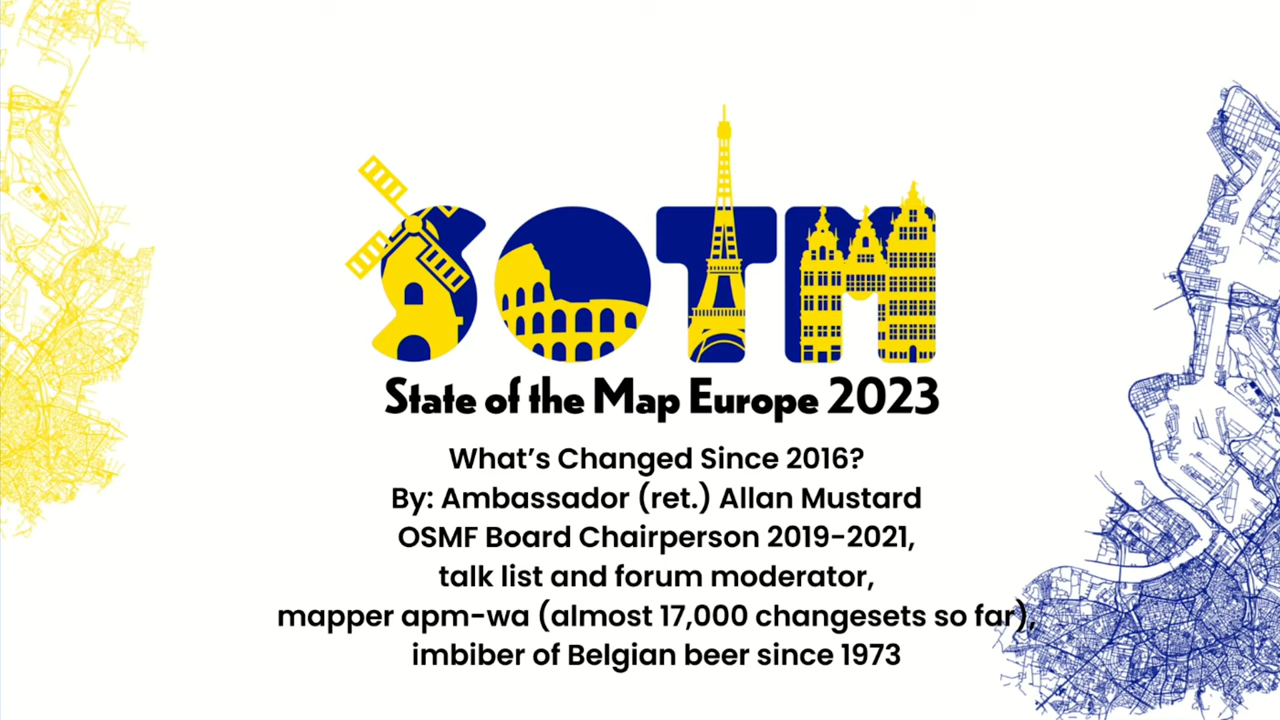 SOTM
State of the Map Europe 2023
What's Changed Since 2016?
By: Ambassador (ret.) Allan Mustard
OSMF Board Chairperson 2019-2021,
talk list and forum moderator,
mapper apm-wa (almost 17,000 changesets so far),
imbiber of Belgian beer since 1973